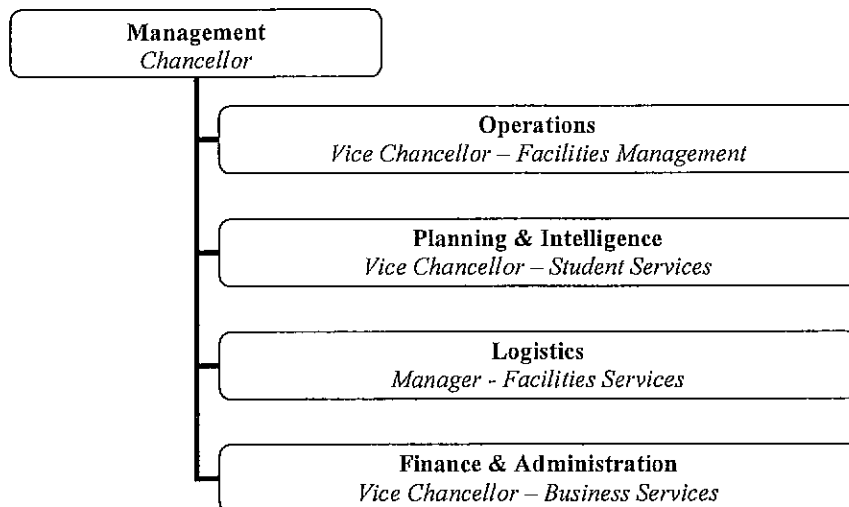 Management
Chancellor
Operations
Vice Chancellor – Facilities Management
Planning & Intelligence
Vice Chancellor – Student Services
Logistics
Manager - Facilities Services
Finance & Administration
Vice Chancellor – Business Services